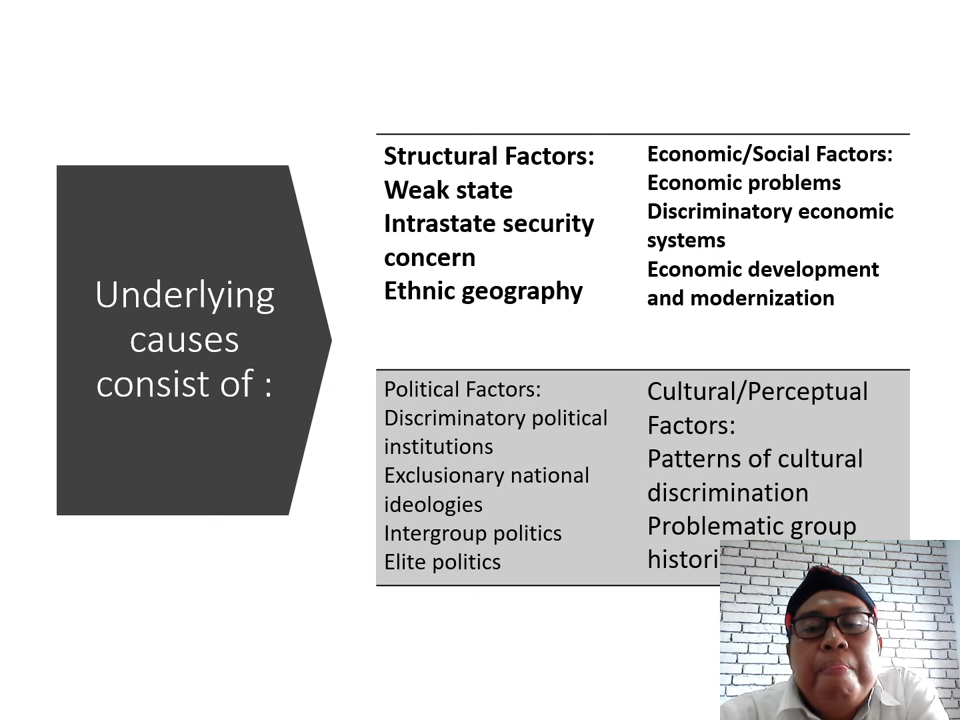 Underlying
causes
consist of :
Structural Factors:
Weak state
Intrastate security
concern
Ethnic geography
Economic/Social Factors:
Economic problems
Discriminatory economic
systems
Economic development
and modernization
Political Factors:
Discriminatory political
institutions
Exclusionary national
ideologies
Intergroup politics
Elite politics
Cultural/Perceptual
Factors:
Patterns of cultural
discrimination
Problematic group